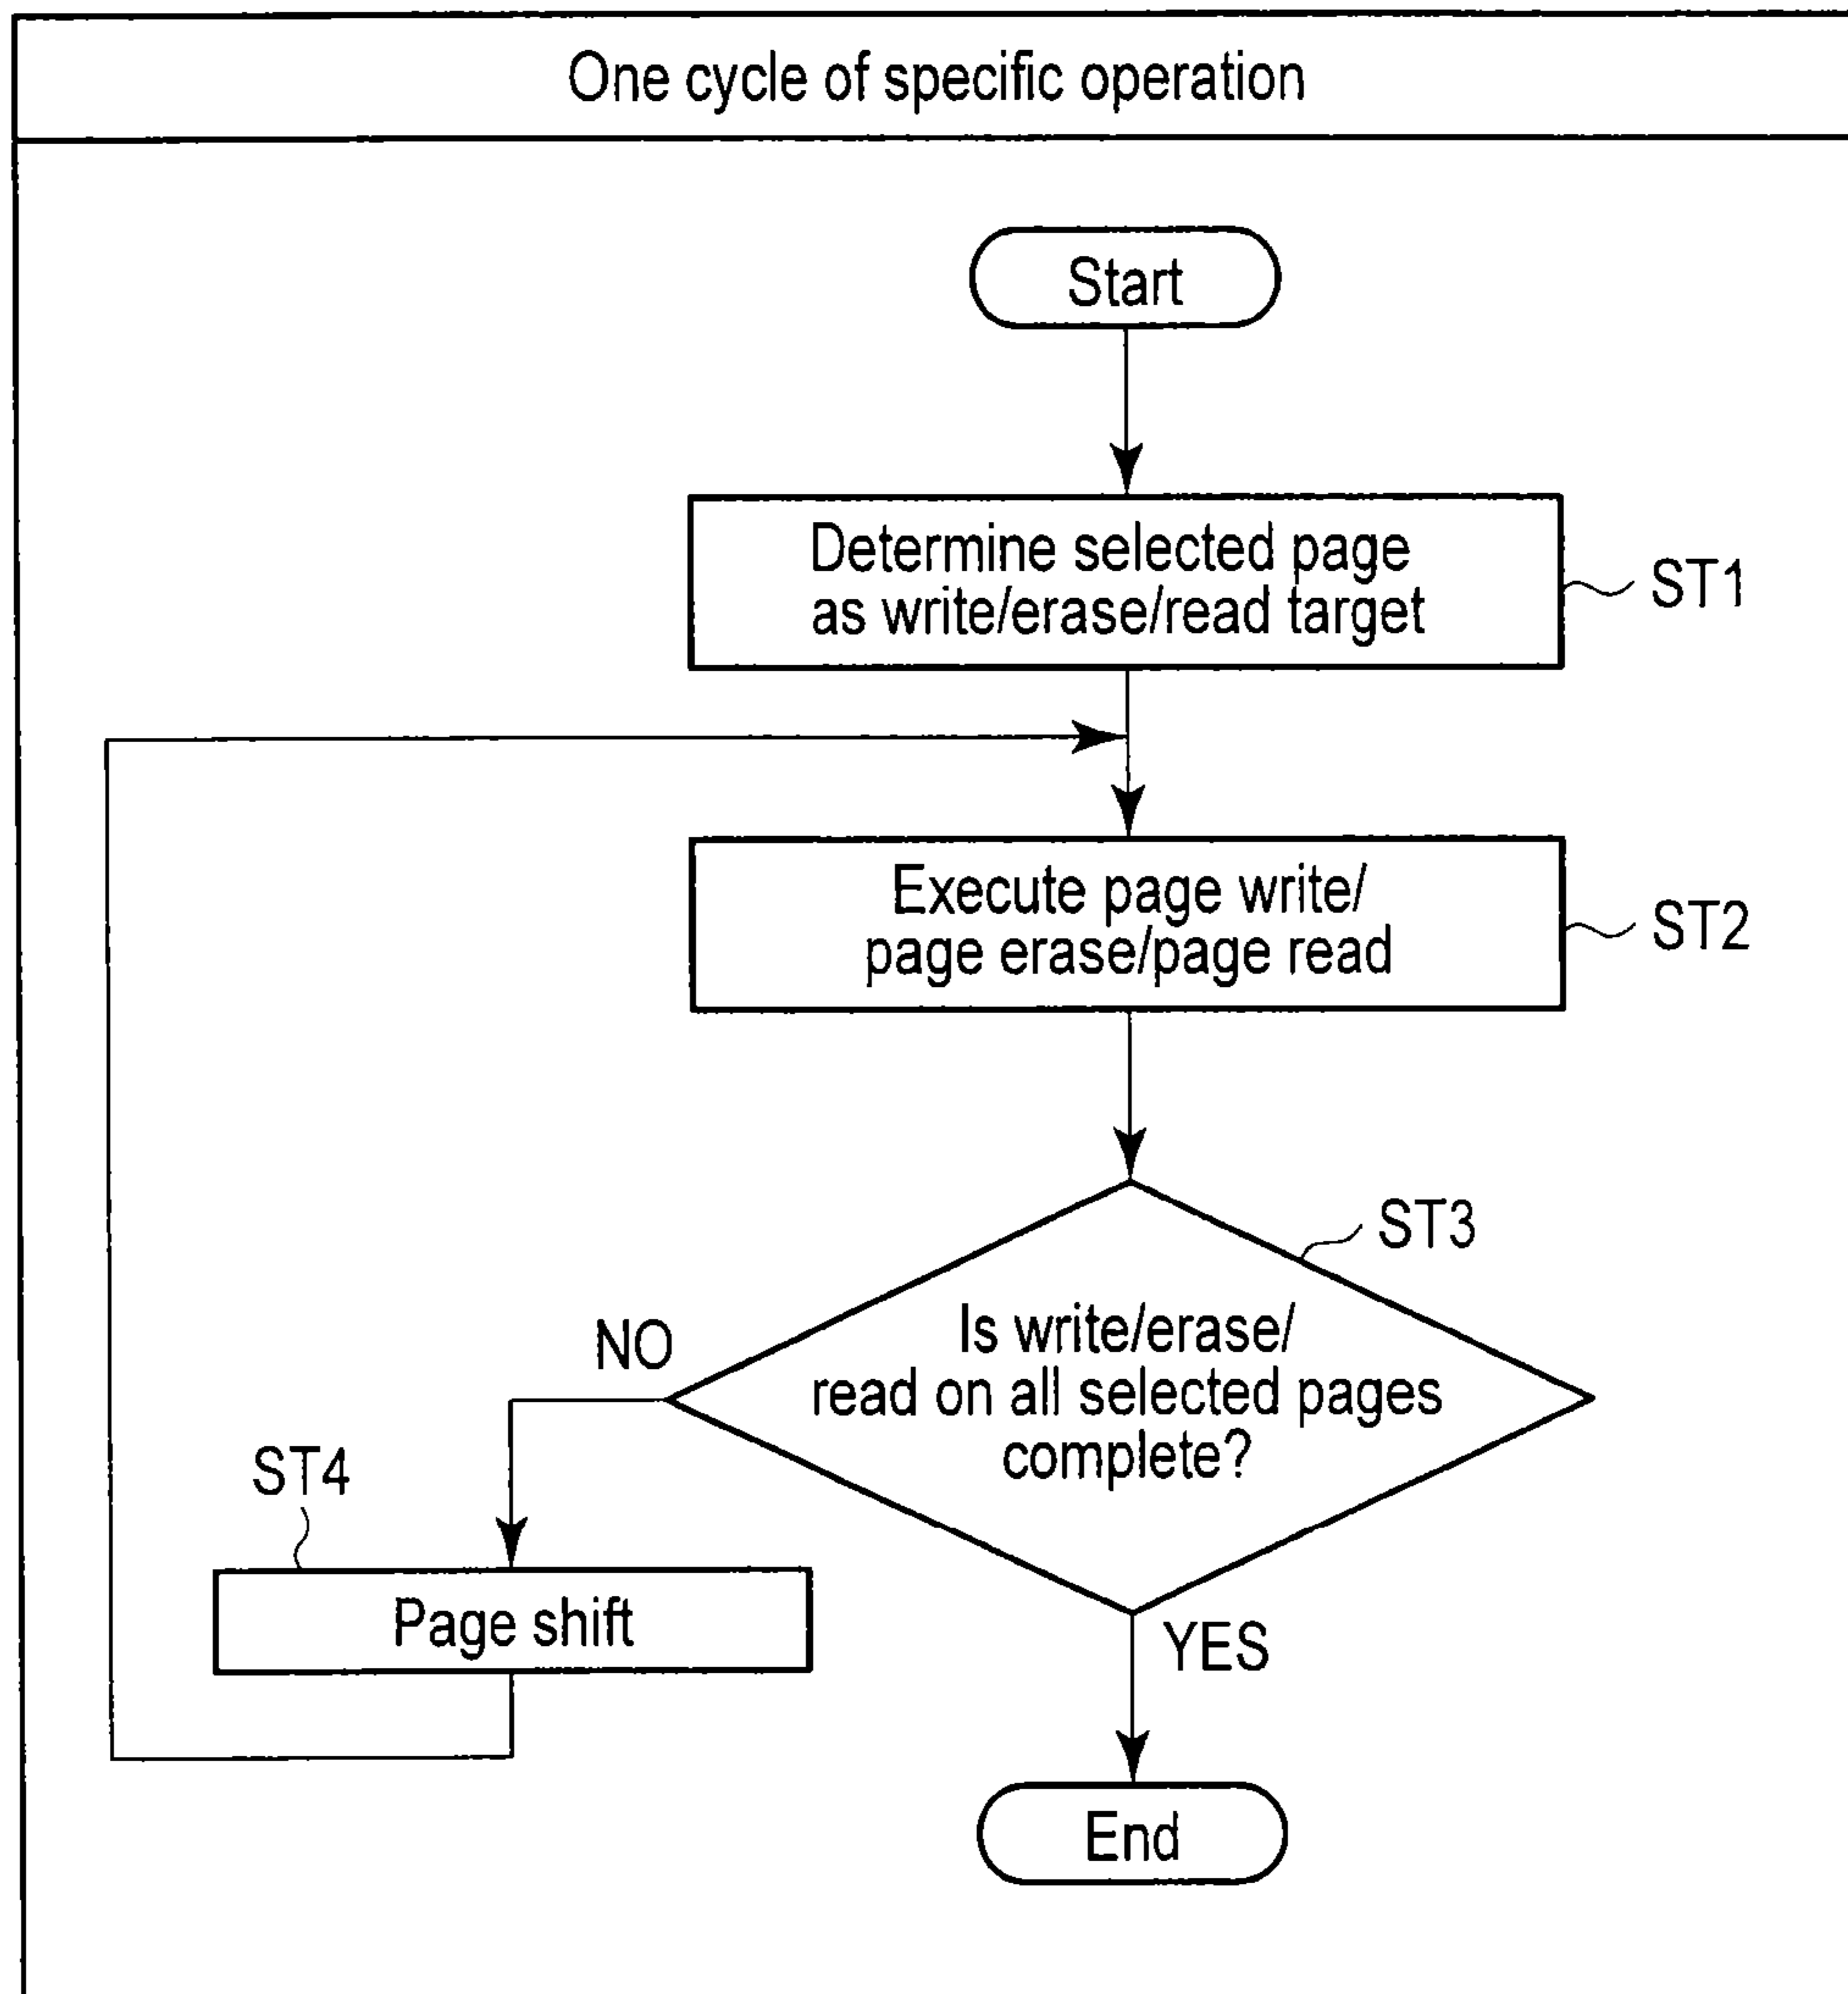 One cycle of specific operation
Start
Determine selected page
as write/erase/read target
ST1
Execute page write/
page erase/page read
ST2
ST3
Is write/erase/
read on all selected pages
complete?
NO
ST4
Page shift
YES
End